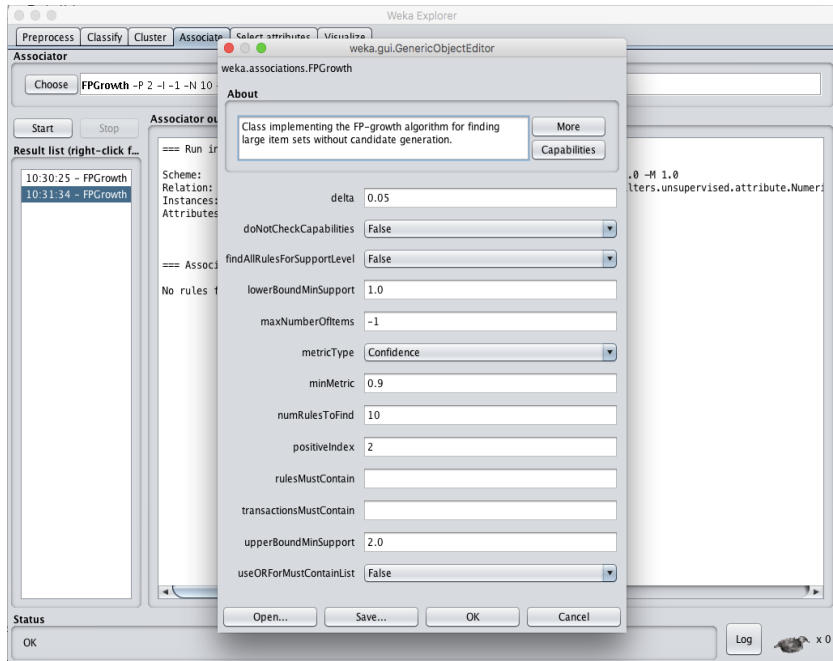 Weka Explorer
Preprocess Classify Cluster Associate Select attributes Visualize
Associator
Choose FPGrowth -P 2 -I -1 -N 10
Start Stop
Result list (right-click f...
10:30:25 - FPGrowth
10:31:34 - FPGrowth
Associator ou
=== Run in
Scheme:
.0 -M 1.0
Relation:
lters.unsupervised.attribute.Numeri
Instances:
Attributes
=== Associ
No rules f
weka.gui.GenericObjectEditor
weka.associations.FPGrowth
About
Class implementing the FP-growth algorithm for finding
large item sets without candidate generation.
More
Capabilities
delta 0.05
doNotCheckCapabilities False
findAllRulesForSupportLevel False
lowerBoundMinSupport 1.0
maxNumberOfItems -1
metricType Confidence
minMetric 0.9
numRulesToFind 10
positiveIndex 2
rulesMustContain
transactionsMustContain
upperBoundMinSupport 2.0
useORForMustContainList False
Open... Save... OK Cancel
Status
OK
Log x 0